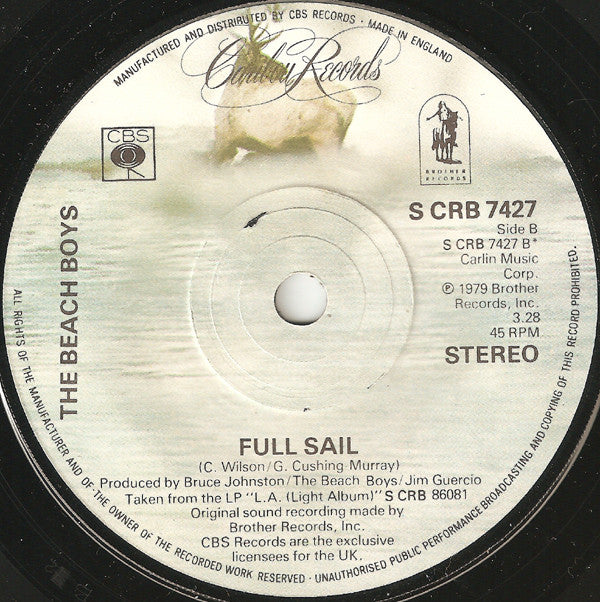 MANUFACTURED AND DISTRIBUTED BY CBS RECORDS · MADE IN ENGLAND
Caribou Records
CBS
BROTHER
RECORDS
THE BEACH BOYS
S CRB 7427
Side B
S CRB 7427 B*
Carlin Music
Corp.
℗ 1979 Brother
Records, Inc.
3.28
45 RPM
STEREO
FULL SAIL
(C. Wilson/G. Cushing-Murray)
Produced by Bruce Johnston/The Beach Boys/Jim Guercio
Taken from the LP "L.A. (Light Album)" S CRB 86081
Original sound recording made by
Brother Records, Inc.
CBS Records are the exclusive
licensees for the UK.
ALL RIGHTS OF THE MANUFACTURER AND OF THE OWNER OF THE RECORDED WORK RESERVED · UNAUTHORISED PUBLIC PERFORMANCE BROADCASTING AND COPYING OF THIS RECORD PROHIBITED.